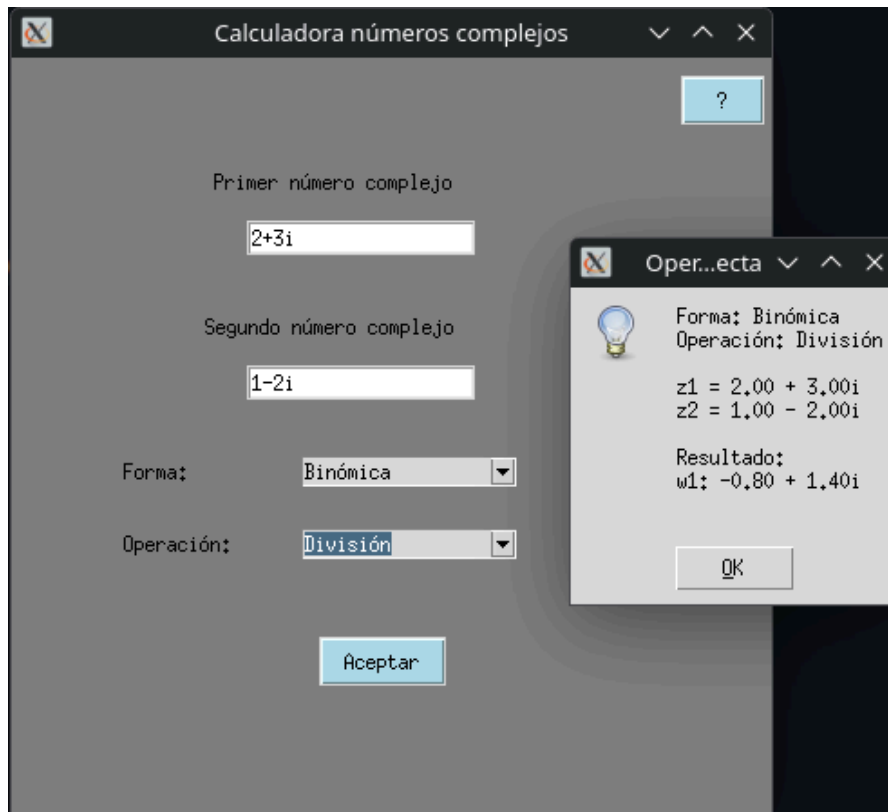 Calculadora números complejos
?
Primer número complejo
2+3i
Segundo número complejo
1-2i
Forma:
Binómica
Operación:
División
Aceptar
Oper...ecta
Forma: Binómica
Operación: División
z1 = 2.00 + 3.00i
z2 = 1.00 - 2.00i
Resultado:
w1: -0.80 + 1.40i
OK